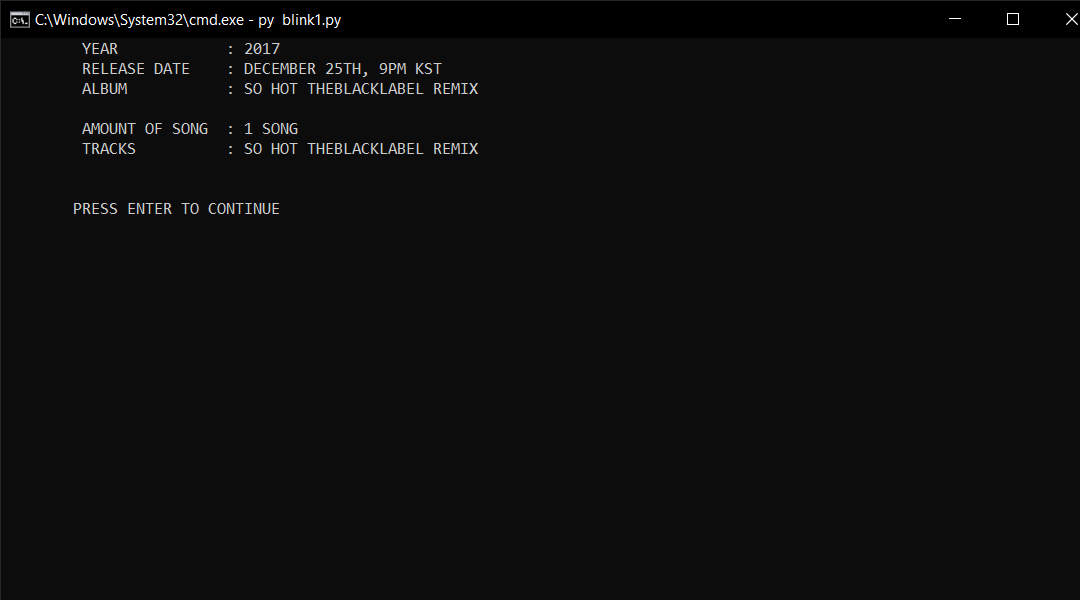 C:\Windows\System32\cmd.exe - py  blink1.py
YEAR            : 2017
RELEASE DATE    : DECEMBER 25TH, 9PM KST
ALBUM           : SO HOT THEBLACKLABEL REMIX
AMOUNT OF SONG  : 1 SONG
TRACKS          : SO HOT THEBLACKLABEL REMIX
PRESS ENTER TO CONTINUE